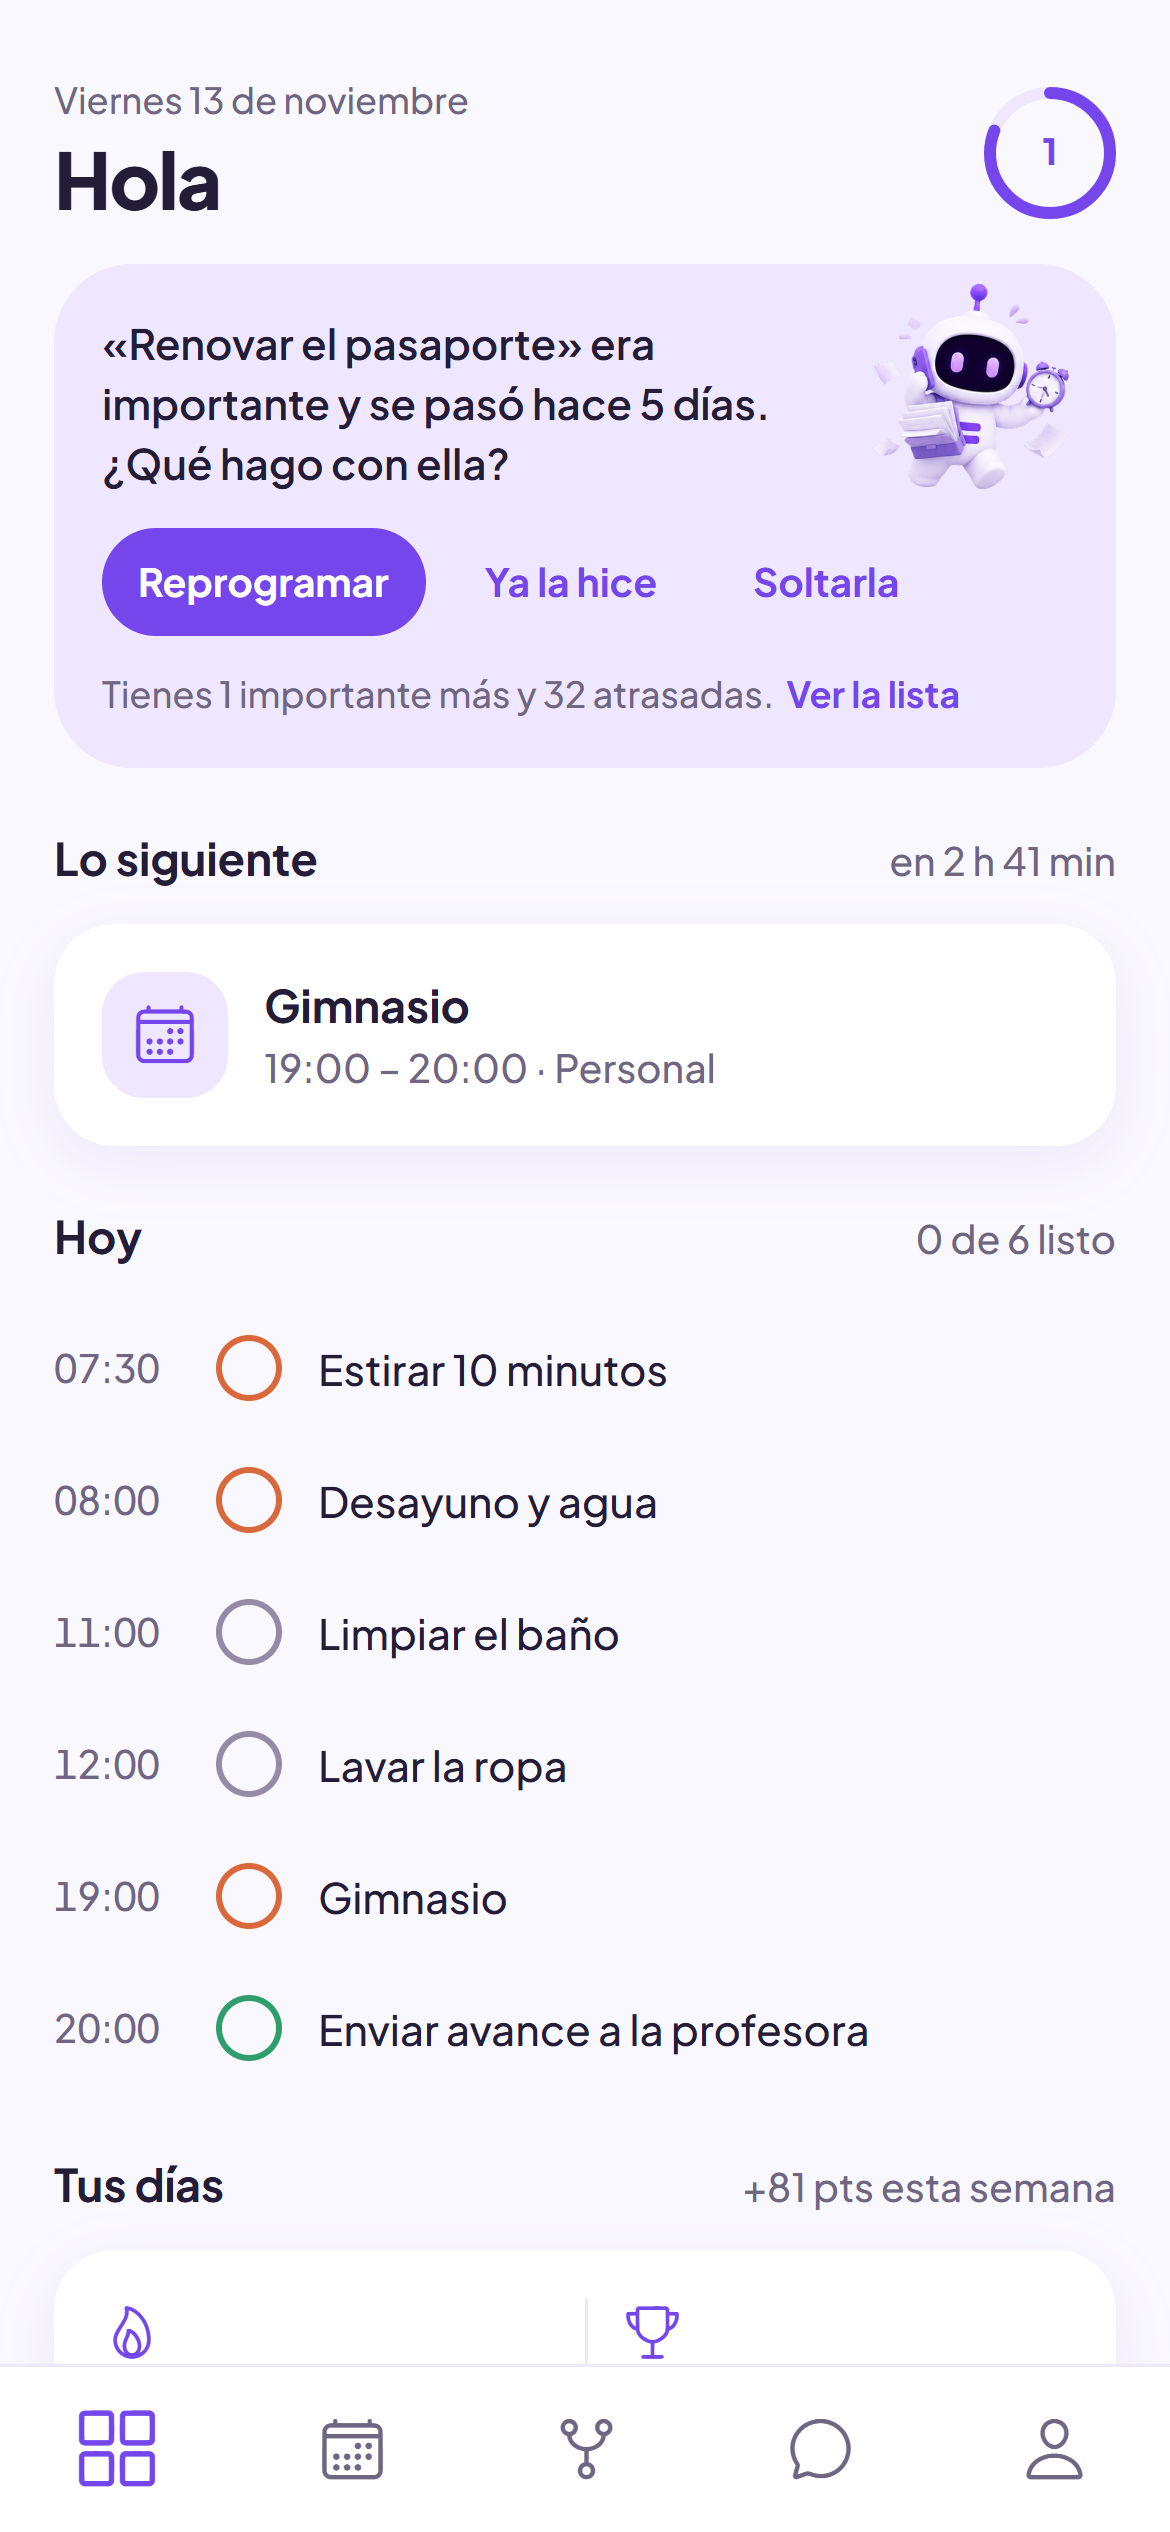 Viernes 13 de noviembre
Hola
1
«Renovar el pasaporte» era
importante y se pasó hace 5 días.
¿Qué hago con ella?
Reprogramar
Ya la hice
Soltarla
Tienes 1 importante más y 32 atrasadas. Ver la lista
Lo siguiente
en 2 h 41 min
Gimnasio
19:00 – 20:00 · Personal
Hoy
0 de 6 listo
07:30 Estirar 10 minutos
08:00 Desayuno y agua
11:00 Limpiar el baño
12:00 Lavar la ropa
19:00 Gimnasio
20:00 Enviar avance a la profesora
Tus días
+81 pts esta semana